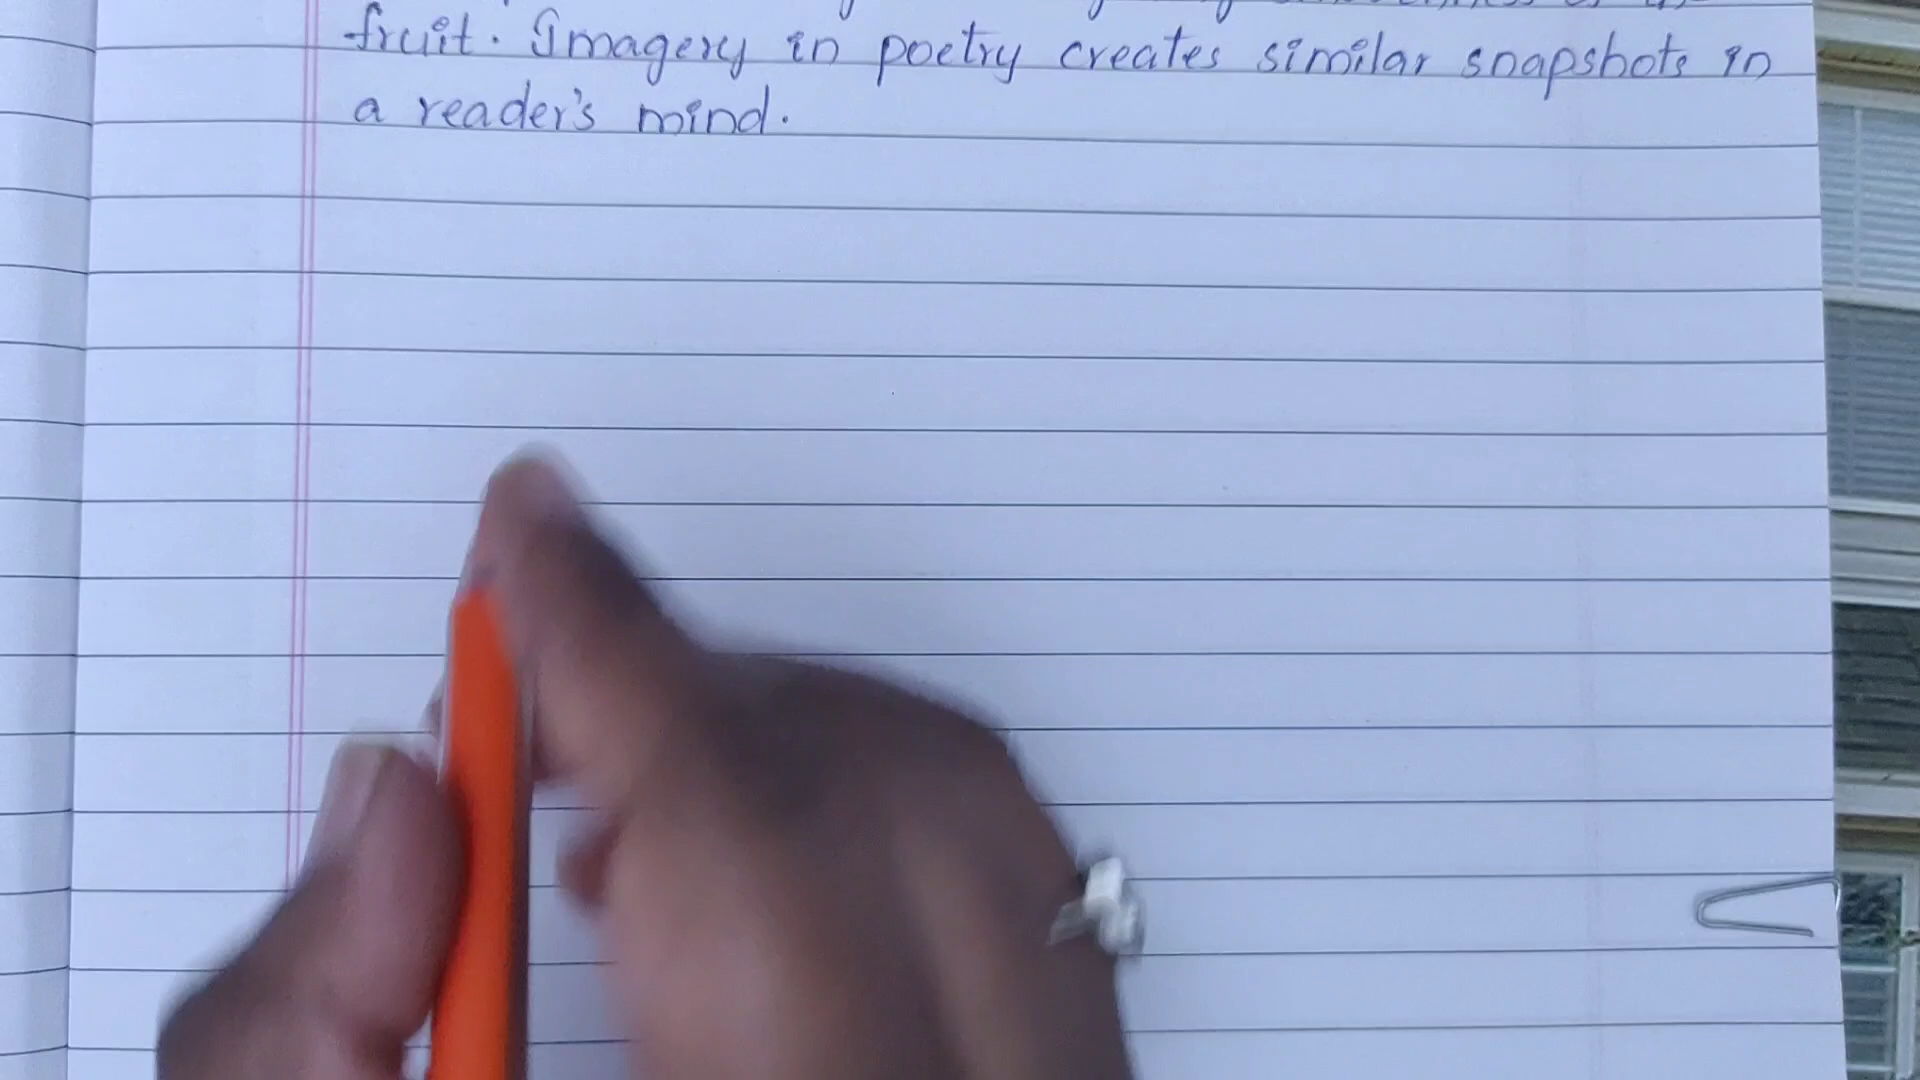 fruit. Imagery in poetry creates similar snapshots in
a reader's mind.